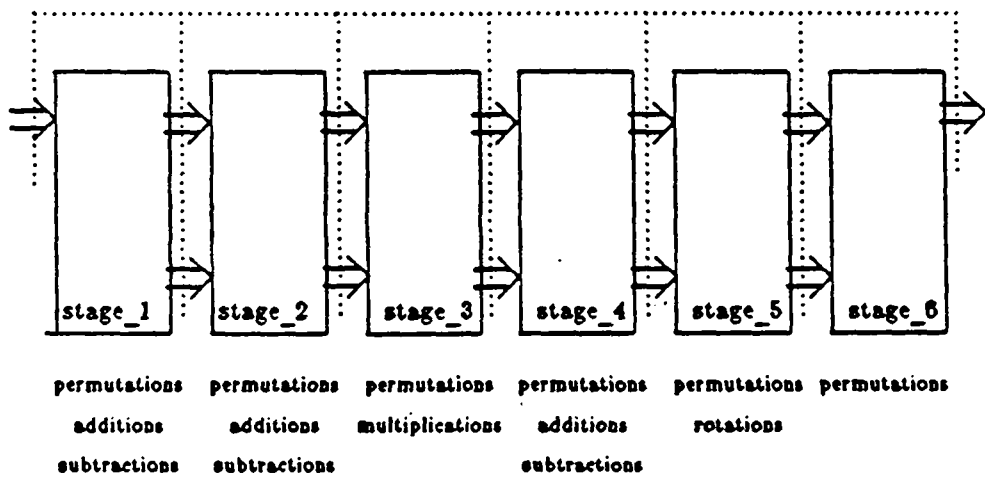 stage_1 stage_2 stage_3 stage_4 stage_5 stage_6
permutations permutations permutations permutations permutations permutations
additions additions multiplications additions rotations
subtractions subtractions subtractions